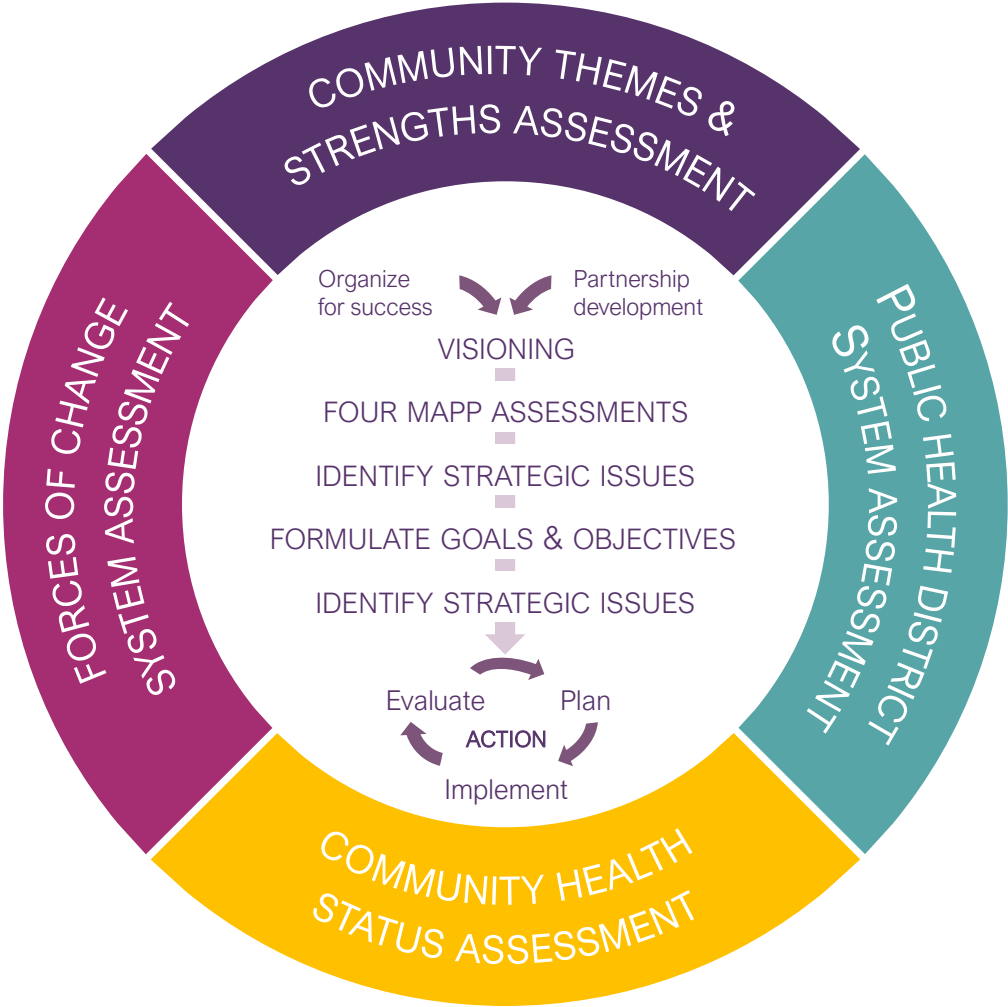 COMMUNITY THEMES &
STRENGTHS ASSESSMENT
Organize
for success
Partnership
development
VISIONING
FOUR MAPP ASSESSMENTS
IDENTIFY STRATEGIC ISSUES
FORMULATE GOALS & OBJECTIVES
IDENTIFY STRATEGIC ISSUES
Evaluate
Plan
ACTION
Implement
FORCES OF CHANGE
SYSTEM ASSESSMENT
PUBLIC HEALTH DISTRICT
SYSTEM ASSESSMENT
COMMUNITY HEALTH
STATUS ASSESSMENT